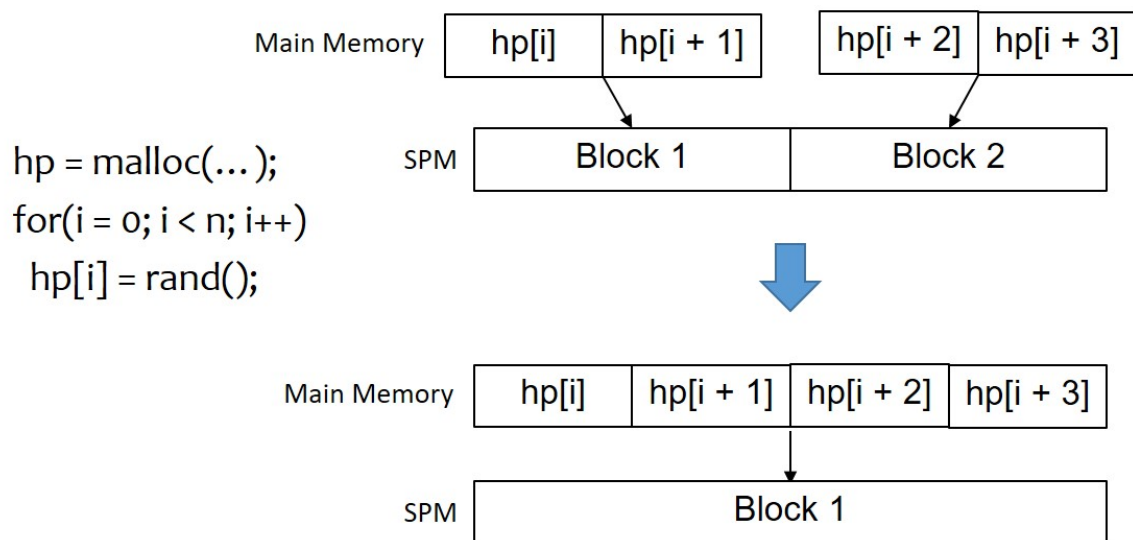 Main Memory hp[i] hp[i + 1] hp[i + 2] hp[i + 3]
SPM Block 1 Block 2
hp = malloc(...);
for(i = 0; i < n; i++)
hp[i] = rand();
Main Memory hp[i] hp[i + 1] hp[i + 2] hp[i + 3]
SPM Block 1